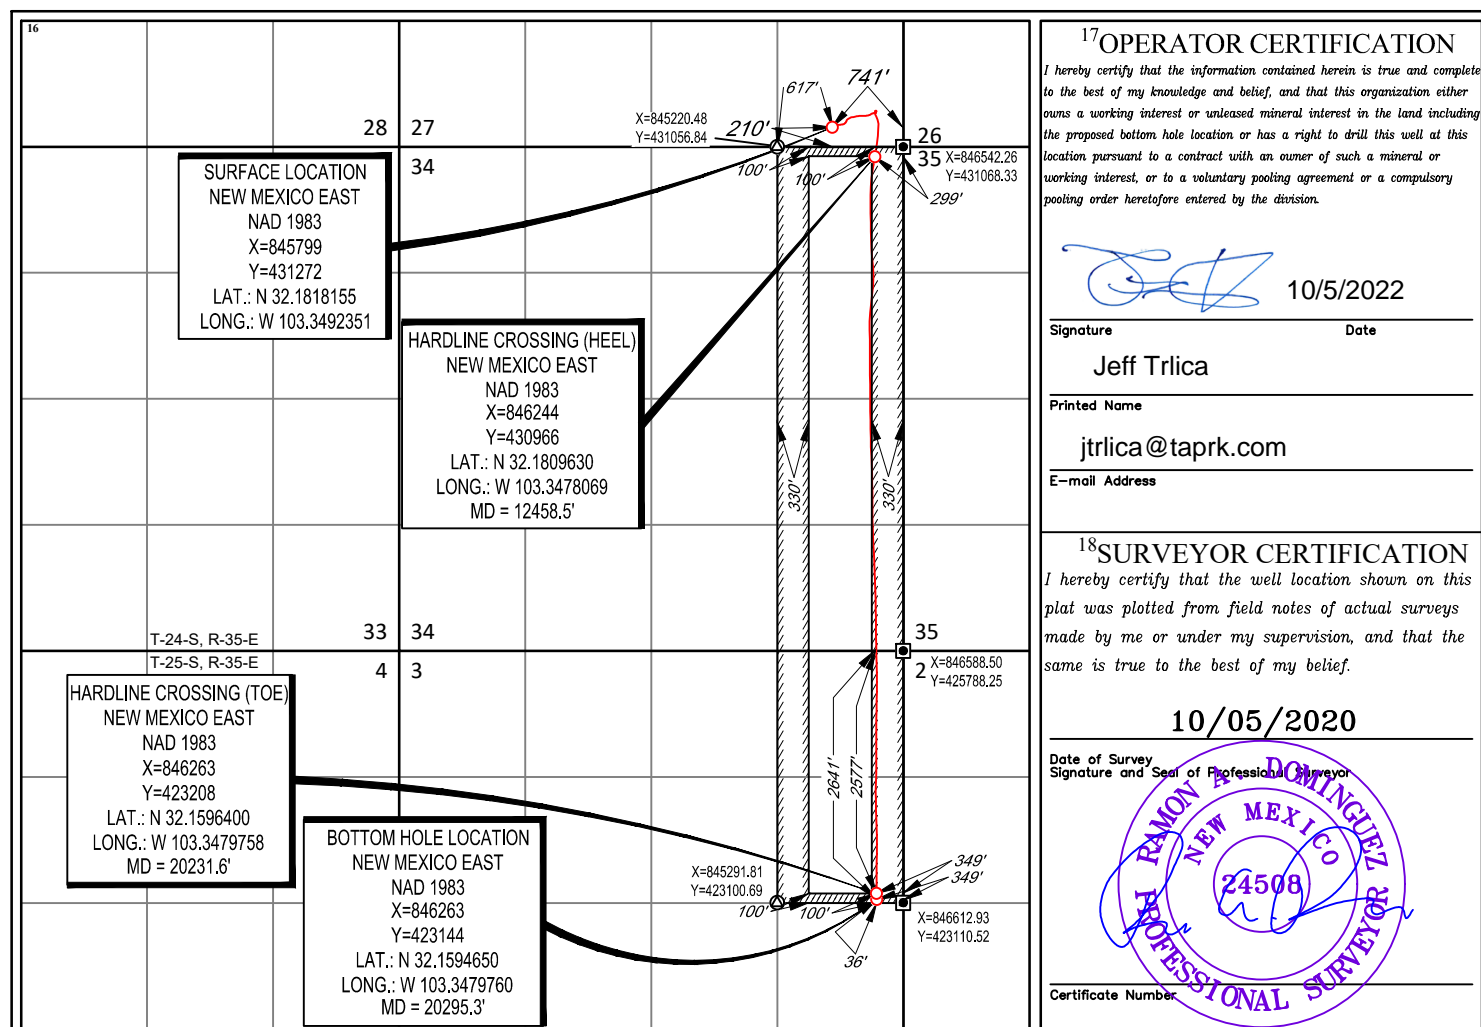 16
28 27
34
26
35
617'
741'
X=845220.48
Y=431056.84
210'
100'
100'
X=846542.26
Y=431068.33
299'
SURFACE LOCATION
NEW MEXICO EAST
NAD 1983
X=845799
Y=431272
LAT.: N 32.1818155
LONG.: W 103.3492351
HARDLINE CROSSING (HEEL)
NEW MEXICO EAST
NAD 1983
X=846244
Y=430966
LAT.: N 32.1809630
LONG.: W 103.3478069
MD = 12458.5'
330'
330'
T-24-S, R-35-E
T-25-S, R-35-E
33 34
4 3
35
2
X=846588.50
Y=425788.25
HARDLINE CROSSING (TOE)
NEW MEXICO EAST
NAD 1983
X=846263
Y=423208
LAT.: N 32.1596400
LONG.: W 103.3479758
MD = 20231.6'
2641'
2577'
BOTTOM HOLE LOCATION
NEW MEXICO EAST
NAD 1983
X=846263
Y=423144
LAT.: N 32.1594650
LONG.: W 103.3479760
MD = 20295.3'
X=845291.81
Y=423100.69
100'
100'
349'
349'
X=846612.93
Y=423110.52
36'
17OPERATOR CERTIFICATION
I hereby certify that the information contained herein is true and complete
to the best of my knowledge and belief, and that this organization either
owns a working interest or unleased mineral interest in the land including
the proposed bottom hole location or has a right to drill this well at this
location pursuant to a contract with an owner of such a mineral or
working interest, or to a voluntary pooling agreement or a compulsory
pooling order heretofore entered by the division.
10/5/2022
Signature Date
Jeff Trlica
Printed Name
jtrlica@taprk.com
E-mail Address
18SURVEYOR CERTIFICATION
I hereby certify that the well location shown on this
plat was plotted from field notes of actual surveys
made by me or under my supervision, and that the
same is true to the best of my belief.
10/05/2020
Date of Survey
Signature and Seal of Professional Surveyor
RAMON A. DOMINGUEZ
NEW MEXICO
24508
PROFESSIONAL SURVEYOR
Certificate Number